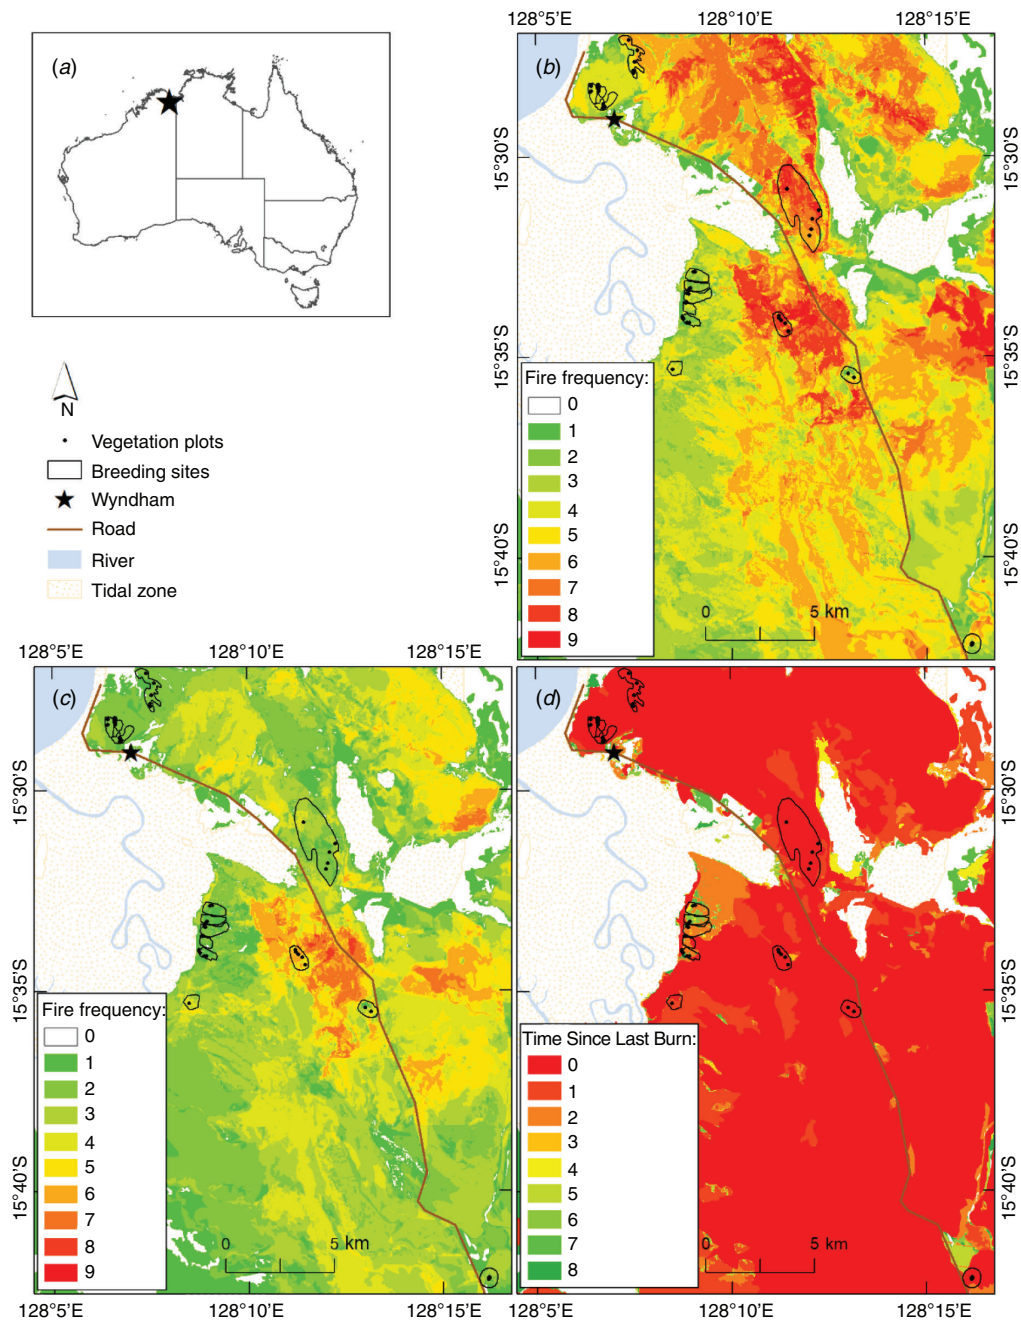 (a)
N
Vegetation plots
Breeding sites
Wyndham
Road
River
Tidal zone
128°5'E 128°10'E 128°15'E
(b)
15°30'S
15°35'S
15°40'S
Fire frequency:
0
1
2
3
4
5
6
7
8
9
0 5 km
128°5'E 128°10'E 128°15'E
(c)
Fire frequency:
0
1
2
3
4
5
6
7
8
9
0 5 km
128°5'E 128°10'E 128°15'E
(d)
15°30'S
15°35'S
15°40'S
Time Since Last Burn:
0
1
2
3
4
5
6
7
8
0 5 km
128°5'E 128°10'E 128°15'E